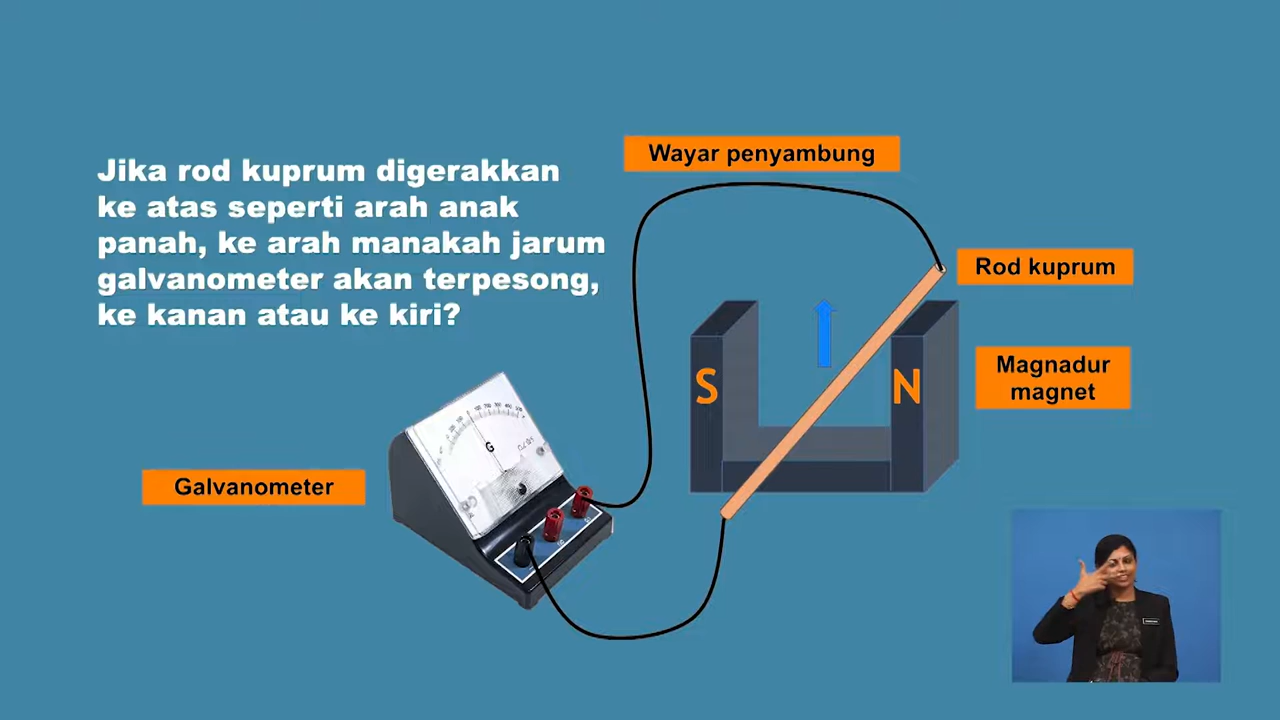 Wayar penyambung
Jika rod kuprum digerakkan
ke atas seperti arah anak
panah, ke arah manakah jarum
galvanometer akan terpesong,
ke kanan atau ke kiri?
Rod kuprum
Magnadur
magnet
S
N
G
Galvanometer